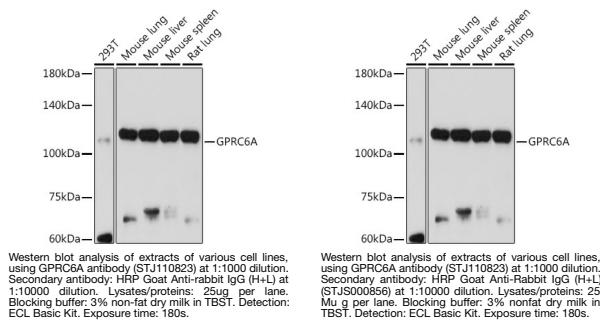 293T
Mouse lung
Mouse liver
Mouse spleen
Rat lung
180kDa
140kDa
100kDa
75kDa
60kDa
GPRC6A
Western blot analysis of extracts of various cell lines,
using GPRC6A antibody (STJ110823) at 1:1000 dilution.
Secondary antibody: HRP Goat Anti-rabbit IgG (H+L) at
1:10000 dilution. Lysates/proteins: 25ug per lane.
Blocking buffer: 3% non-fat dry milk in TBST. Detection:
ECL Basic Kit. Exposure time: 180s.
293T
Mouse lung
Mouse liver
Mouse spleen
Rat lung
180kDa
140kDa
100kDa
75kDa
60kDa
GPRC6A
Western blot analysis of extracts of various cell lines,
using GPRC6A antibody (STJ110823) at 1:1000 dilution.
Secondary antibody: HRP Goat Anti-Rabbit IgG (H+L)
(STJS000856) at 1:10000 dilution. Lysates/proteins: 25
Mu g per lane. Blocking buffer: 3% nonfat dry milk in
TBST. Detection: ECL Basic Kit. Exposure time: 180s.